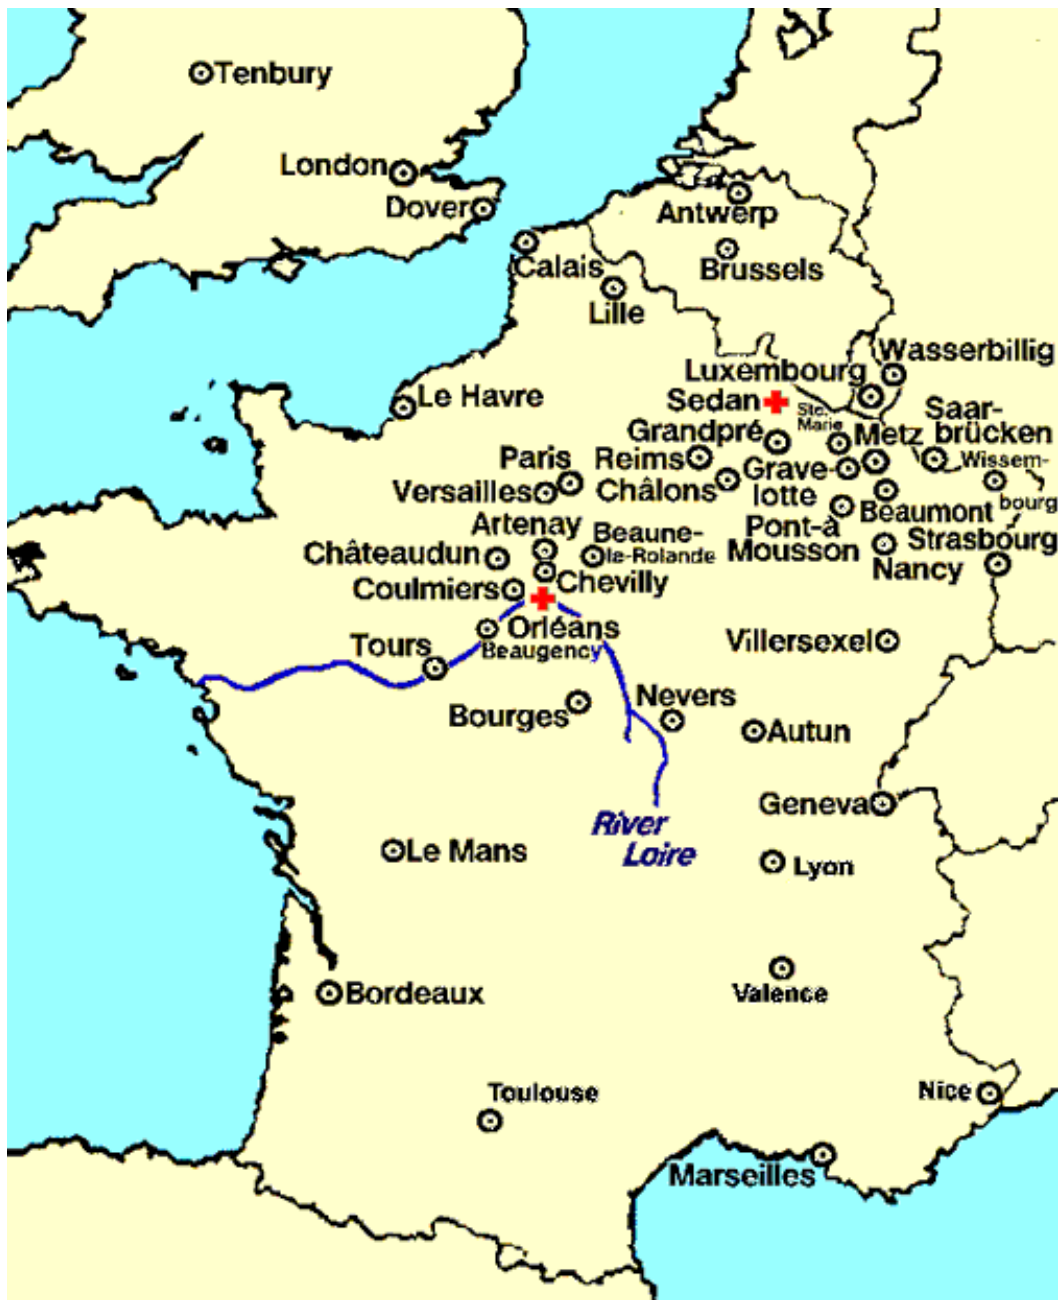 Tenbury
London
Dover
Antwerp
Calais
Brussels
Lille
Wasserbillig
Luxembourg
Le Havre
Sedan
Ste.
Marie
Saar-
brücken
Grandpré
Metz
Paris
Reims
Wissem-
bourg
Versailles
Châlons
Grave-
lotte
Beaumont
Artenay
Beaune-
le-Rolande
Pont-à
Mousson
Strasbourg
Châteaudun
Chevilly
Nancy
Coulmiers
Orléans
Tours
Beaugency
Villersexel
Bourges
Nevers
Autun
Geneva
River
Loire
Le Mans
Lyon
Bordeaux
Valence
Toulouse
Nice
Marseilles